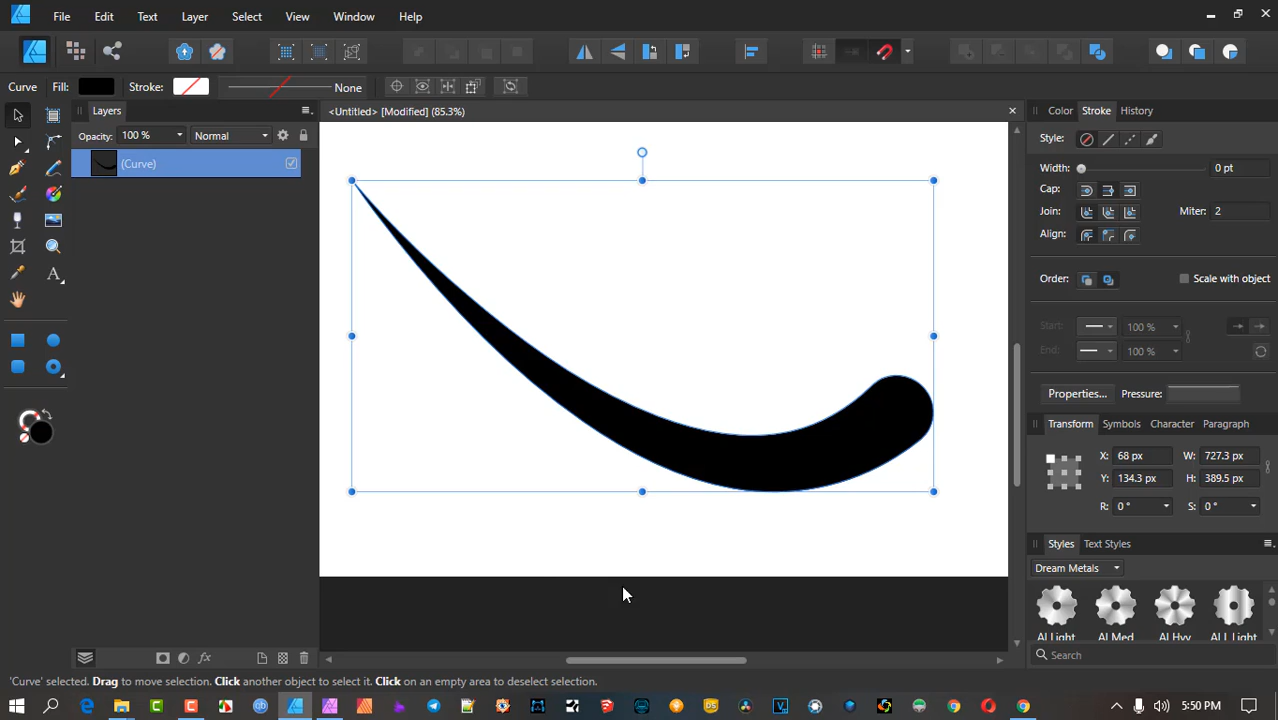 File Edit Text Layer Select View Window Help
Curve Fill: Stroke: None
Layers
<Untitled> [Modified] (85.3%)
Color Stroke History
Opacity: 100 % Normal
Style:
(Curve)
Width: 0 pt
Cap:
Join: Miter: 2
Align:
Order: Scale with object
Start: 100 %
End: 100 %
Properties... Pressure:
Transform Symbols Character Paragraph
X: 68 px W: 727.3 px
Y: 134.3 px H: 389.5 px
R: 0 ° S: 0 °
Styles Text Styles
Dream Metals
Al Light Al Med Al Hvy ALL Light
Search
'Curve' selected. Drag to move selection. Click another object to select it. Click on an empty area to deselect selection.
5:50 PM